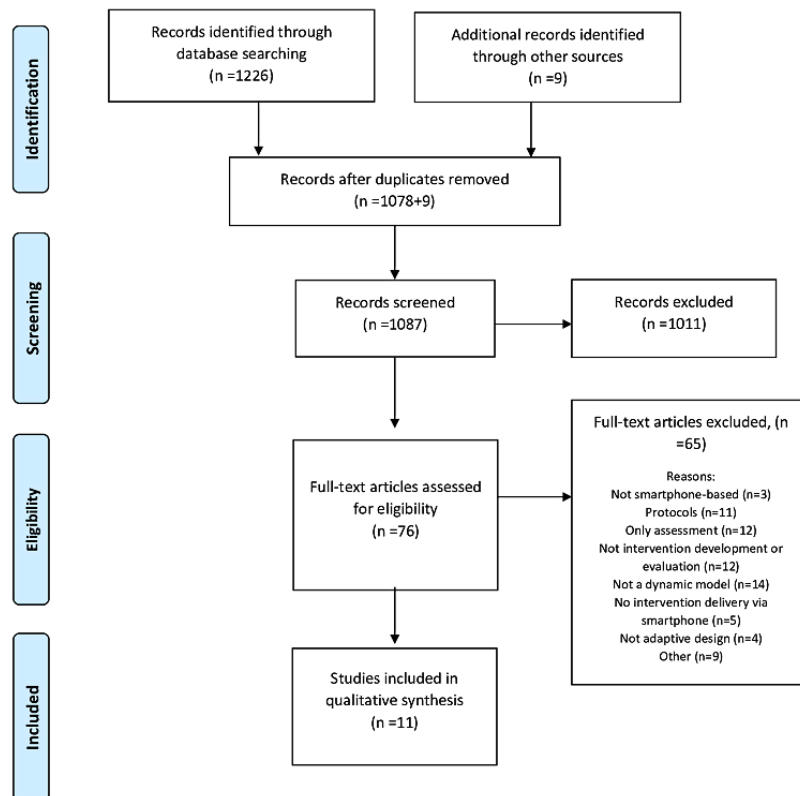 Identification
Records identified through
database searching
(n =1226)
Additional records identified
through other sources
(n =9)
Records after duplicates removed
(n =1078+9)
Screening
Records screened
(n =1087)
Records excluded
(n =1011)
Eligibility
Full-text articles assessed
for eligibility
(n =76)
Full-text articles excluded, (n
=65)
Reasons:
Not smartphone-based (n=3)
Protocols (n=11)
Only assessment (n=12)
Not intervention development or
evaluation (n=12)
Not a dynamic model (n=14)
No intervention delivery via
smartphone (n=5)
Not adaptive design (n=4)
Other (n=9)
Included
Studies included in
qualitative synthesis
(n =11)